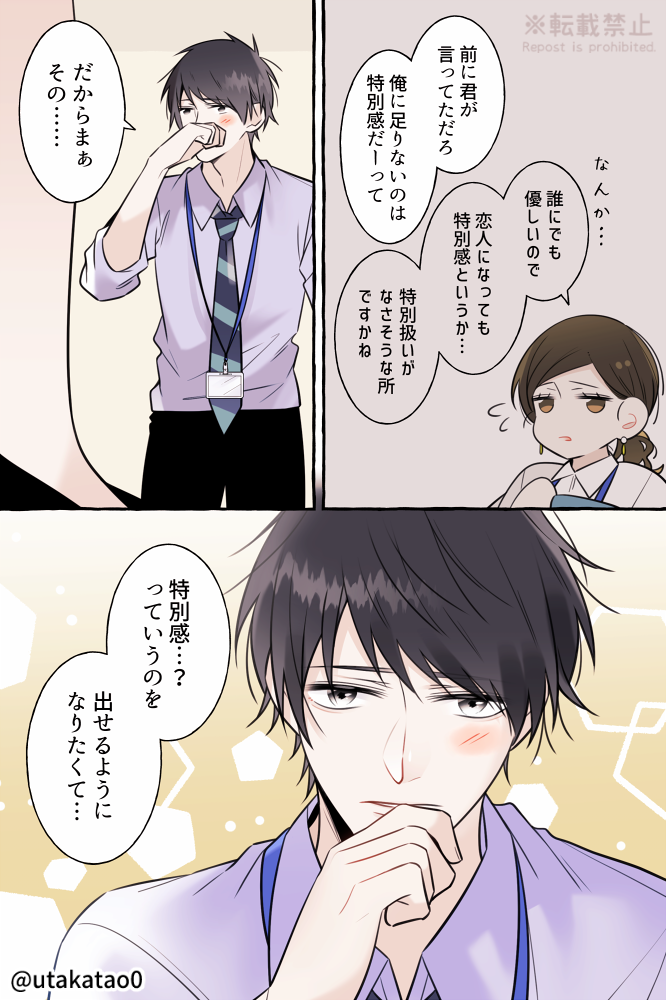 ※転載禁止
Repost is prohibited.
前に君が
言ってただろ
俺に足りないのは
特別感だーって
なんか…
誰にでも
優しいので
恋人になっても
特別感というか…
特別扱いが
なさそうな所
ですかね
だからまぁ
その……
特別感…？
っていうのを
出せるように
なりたくて…
@utakatao0